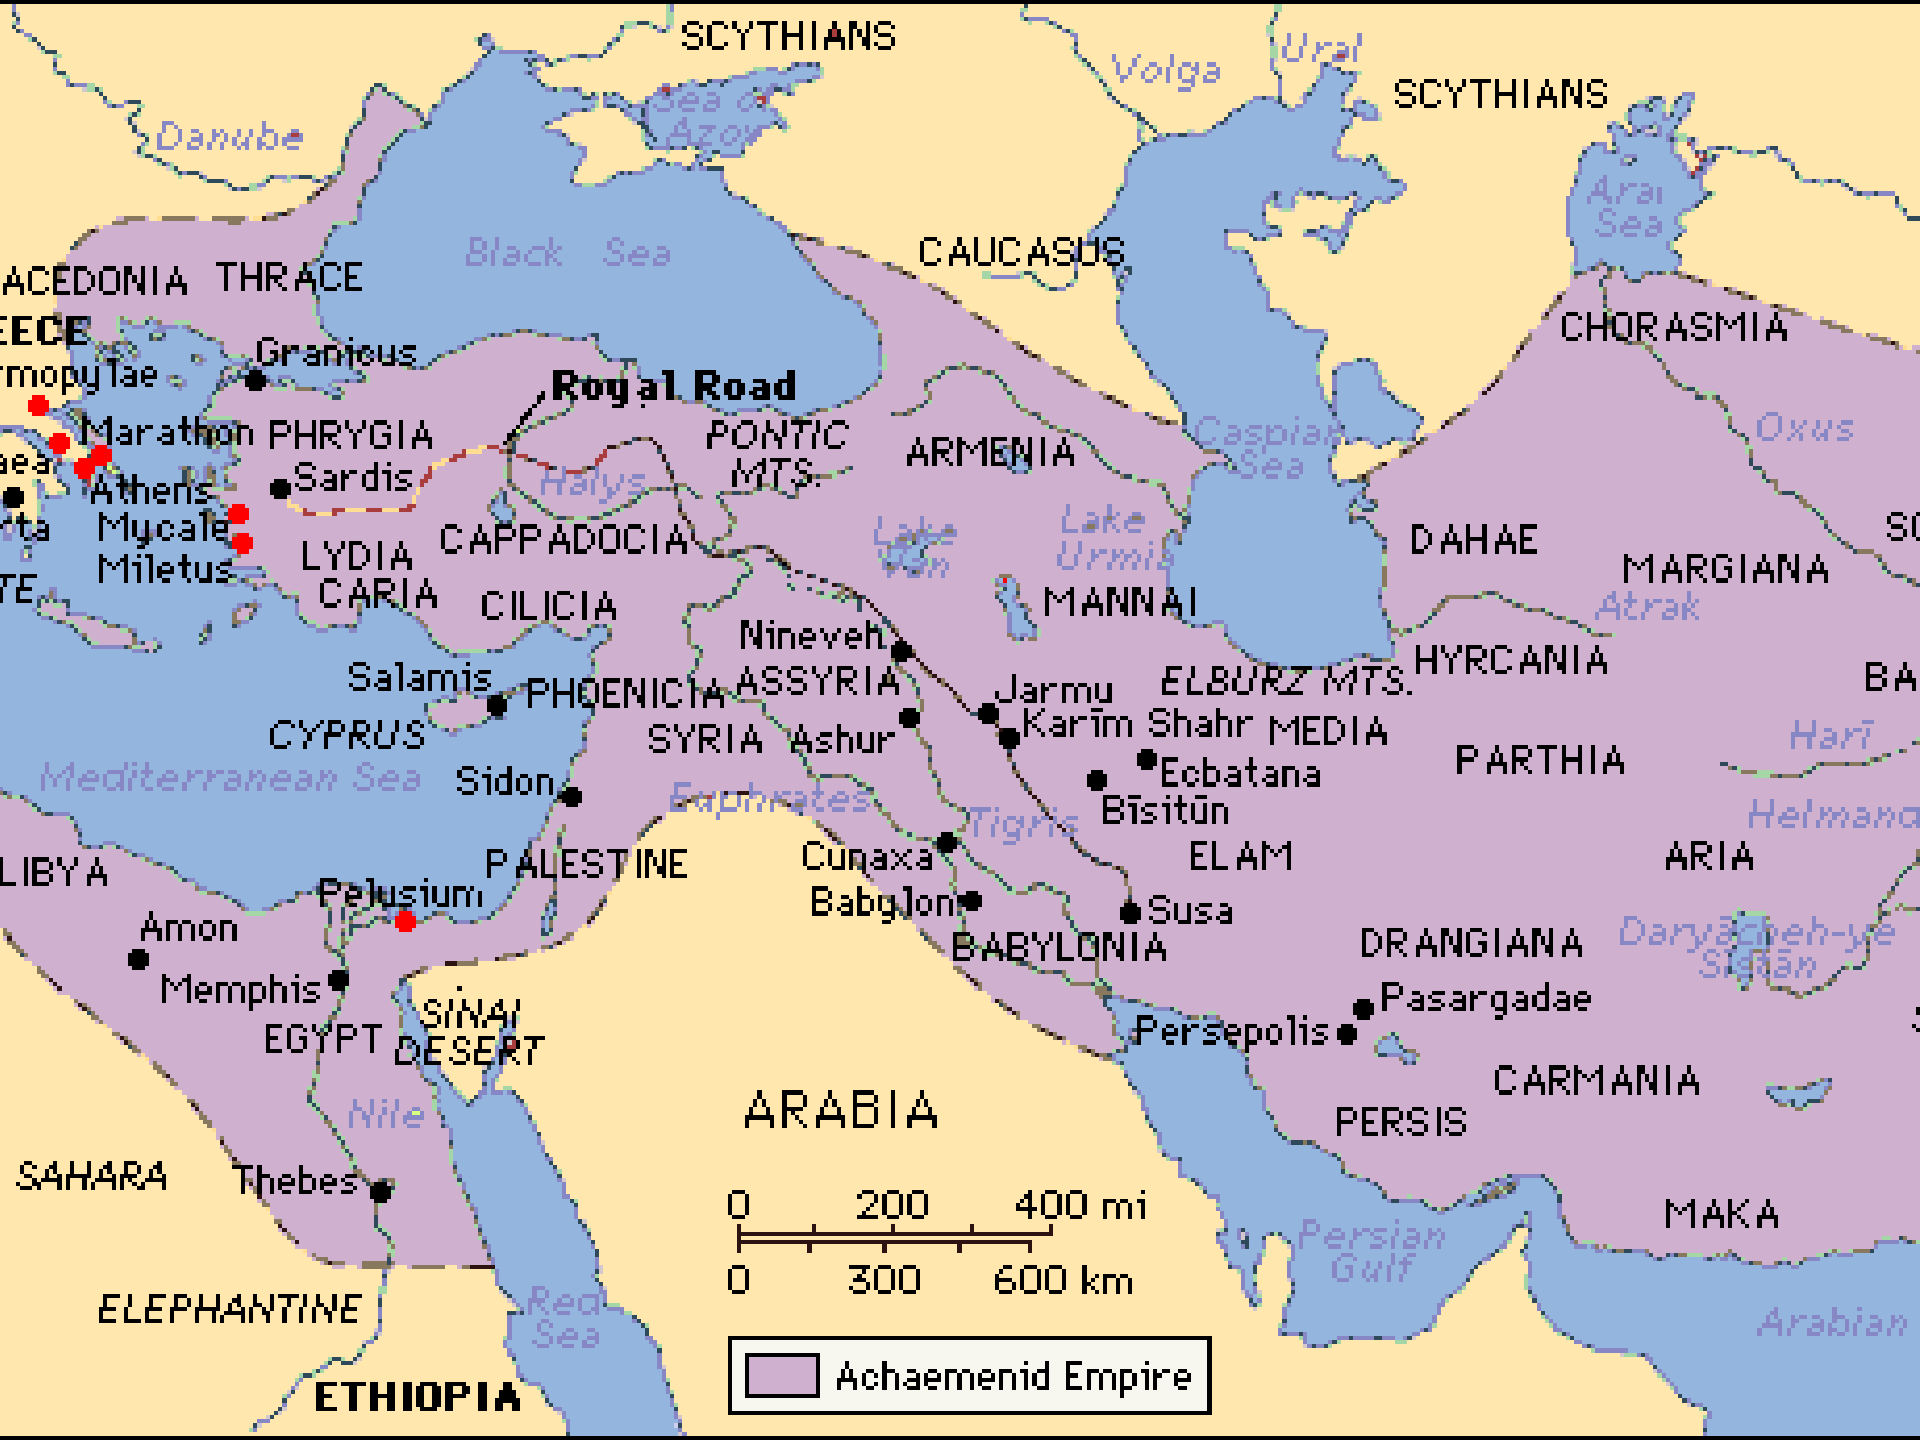 SCYTHIANS
Ural
Volga
SCYTHIANS
Sea of
Azov
Danube
Aral
Sea
Black Sea
CAUCASUS
ACEDONIA
THRACE
CHORASMIA
EECE
Granicus
rmopylae
Royal Road
Marathon
PHRYGIA
PONTIC
MTS.
Oxus
Caspian
Sea
ARMENIA
aea
Sardis
Halys
Athens
Mycale
rta
Lake
Van
Lake
Urmia
CAPPADOCIA
DAHAE
SO
LYDIA
Miletus
MARGIANA
TE
CARIA
CILICIA
MANNAI
Atrak
Nineveh
HYRCANIA
Salamis
PHOENICIA
ASSYRIA
Jarmu
ELBURZ MTS.
BA
CYPRUS
SYRIA
Ashur
Karīm Shahr
MEDIA
Harī
PARTHIA
Mediterranean Sea
Sidon
Ecbatana
Euphrates
Bīsitūn
Tigris
Helmand
LIBYA
PALESTINE
Cunaxa
ELAM
ARIA
Pelusium
Babylon
Susa
Amon
BABYLONIA
DRANGIANA
Daryācheh-ye
Sīstān
Memphis
SINAI
DESERT
Pasargadae
EGYPT
Persepolis
CARMANIA
Nile
ARABIA
PERSIS
SAHARA
Thebes
0 200 400 mi
MAKA
0 300 600 km
Persian
Gulf
ELEPHANTINE
Red
Sea
Arabian
ETHIOPIA
Achaemenid Empire